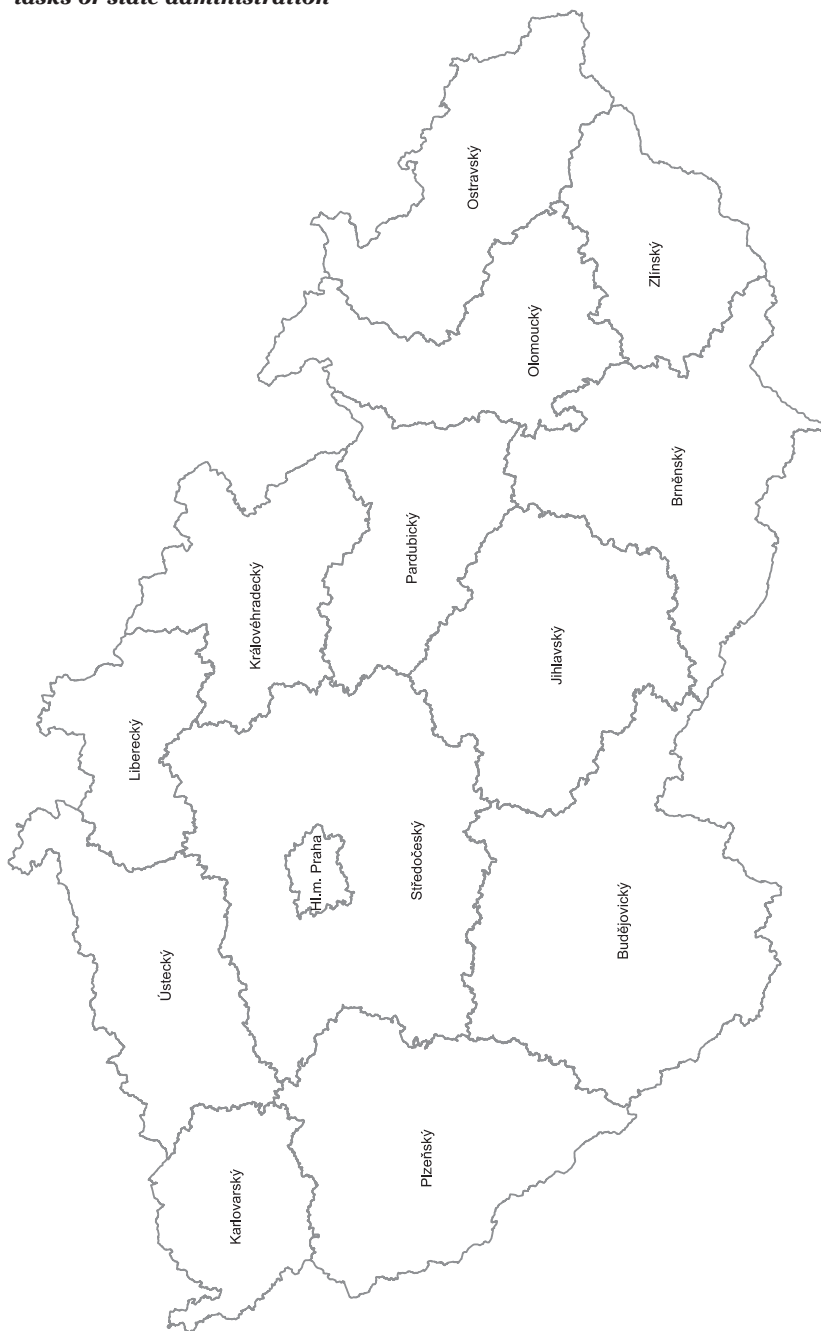 tasks of state administration
Ústecký
Liberecký
Karlovarský
Královéhradecký
Hl.m. Praha
Pardubický
Středočeský
Plzeňský
Ostravský
Olomoucký
Jihlavský
Budějovický
Zlínský
Brněnský